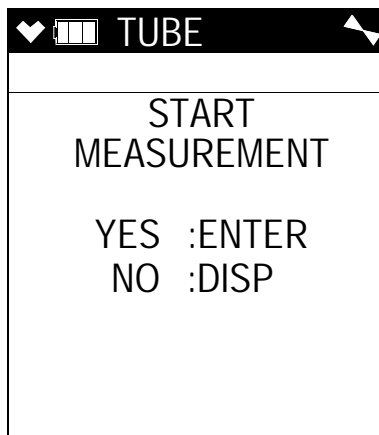 TUBE
START
MEASUREMENT
YES :ENTER
NO :DISP